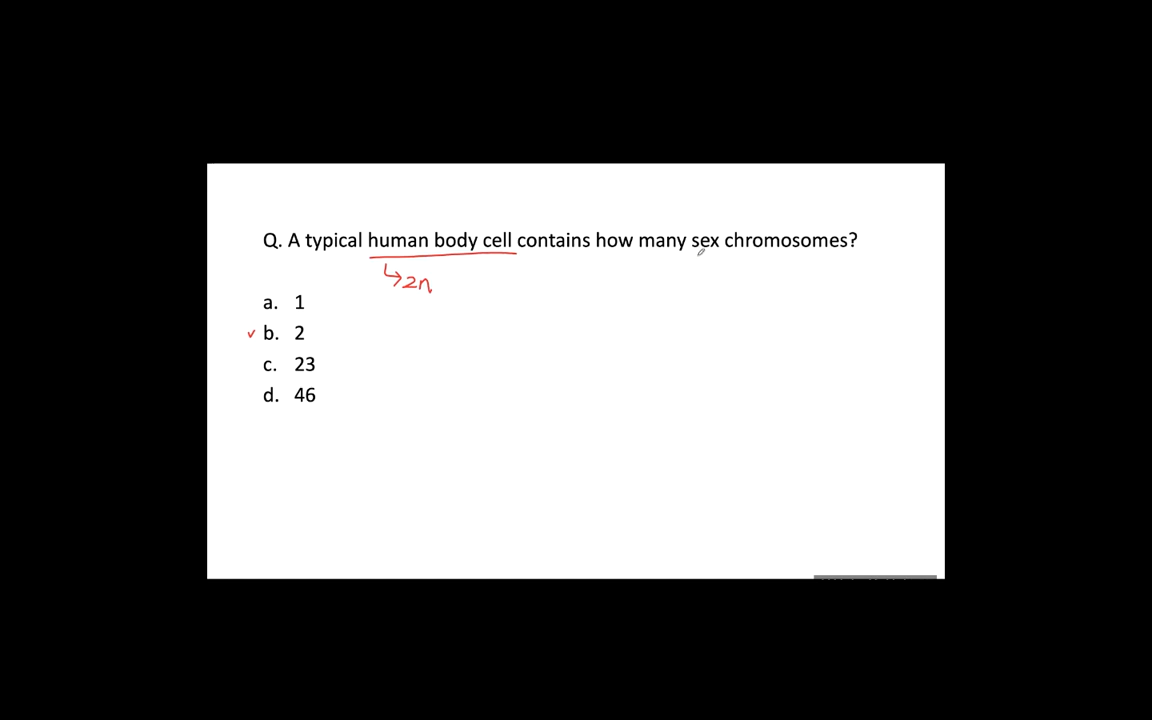 Q. A typical human body cell contains how many sex chromosomes?
↳2n
a. 1
✓ b. 2
c. 23
d. 46